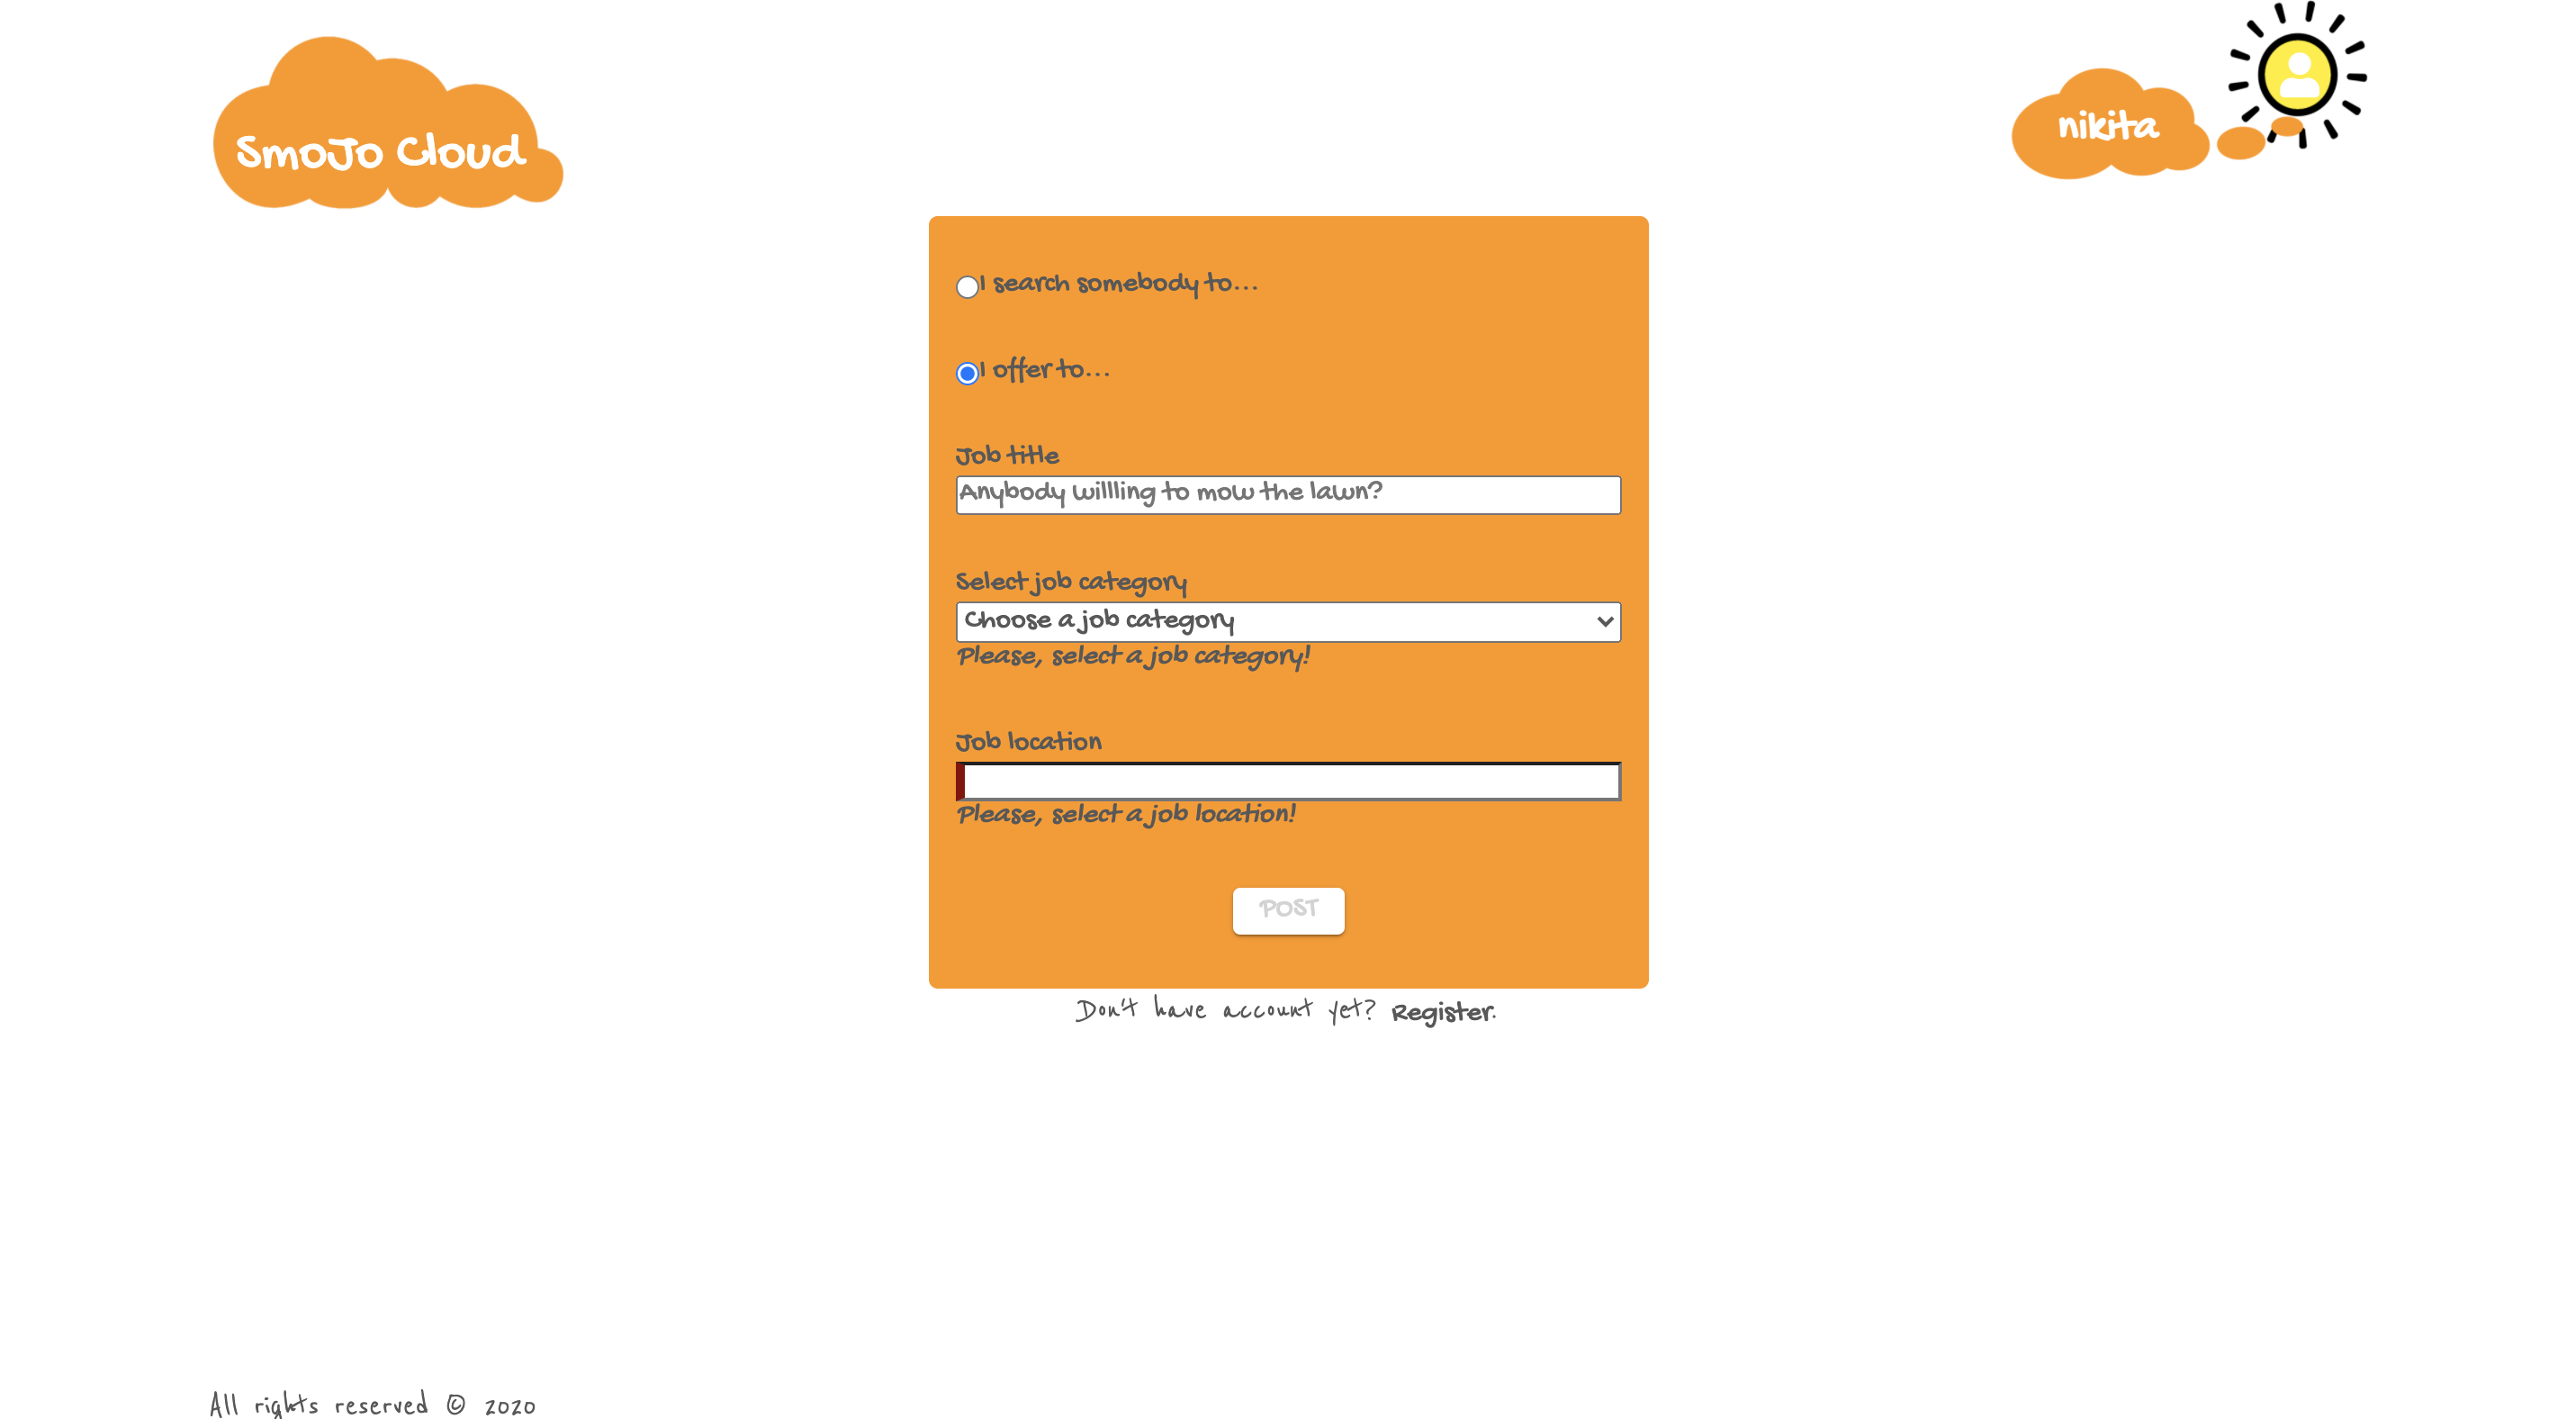 SmoJo Cloud
nikita
I search somebody to...
I offer to...
Job title
Anybody willling to mow the lawn?
Select job category
Choose a job category
Please, select a job category!
Job location
Please, select a job location!
POST
Don't have account yet? Register.
All rights reserved © 2020